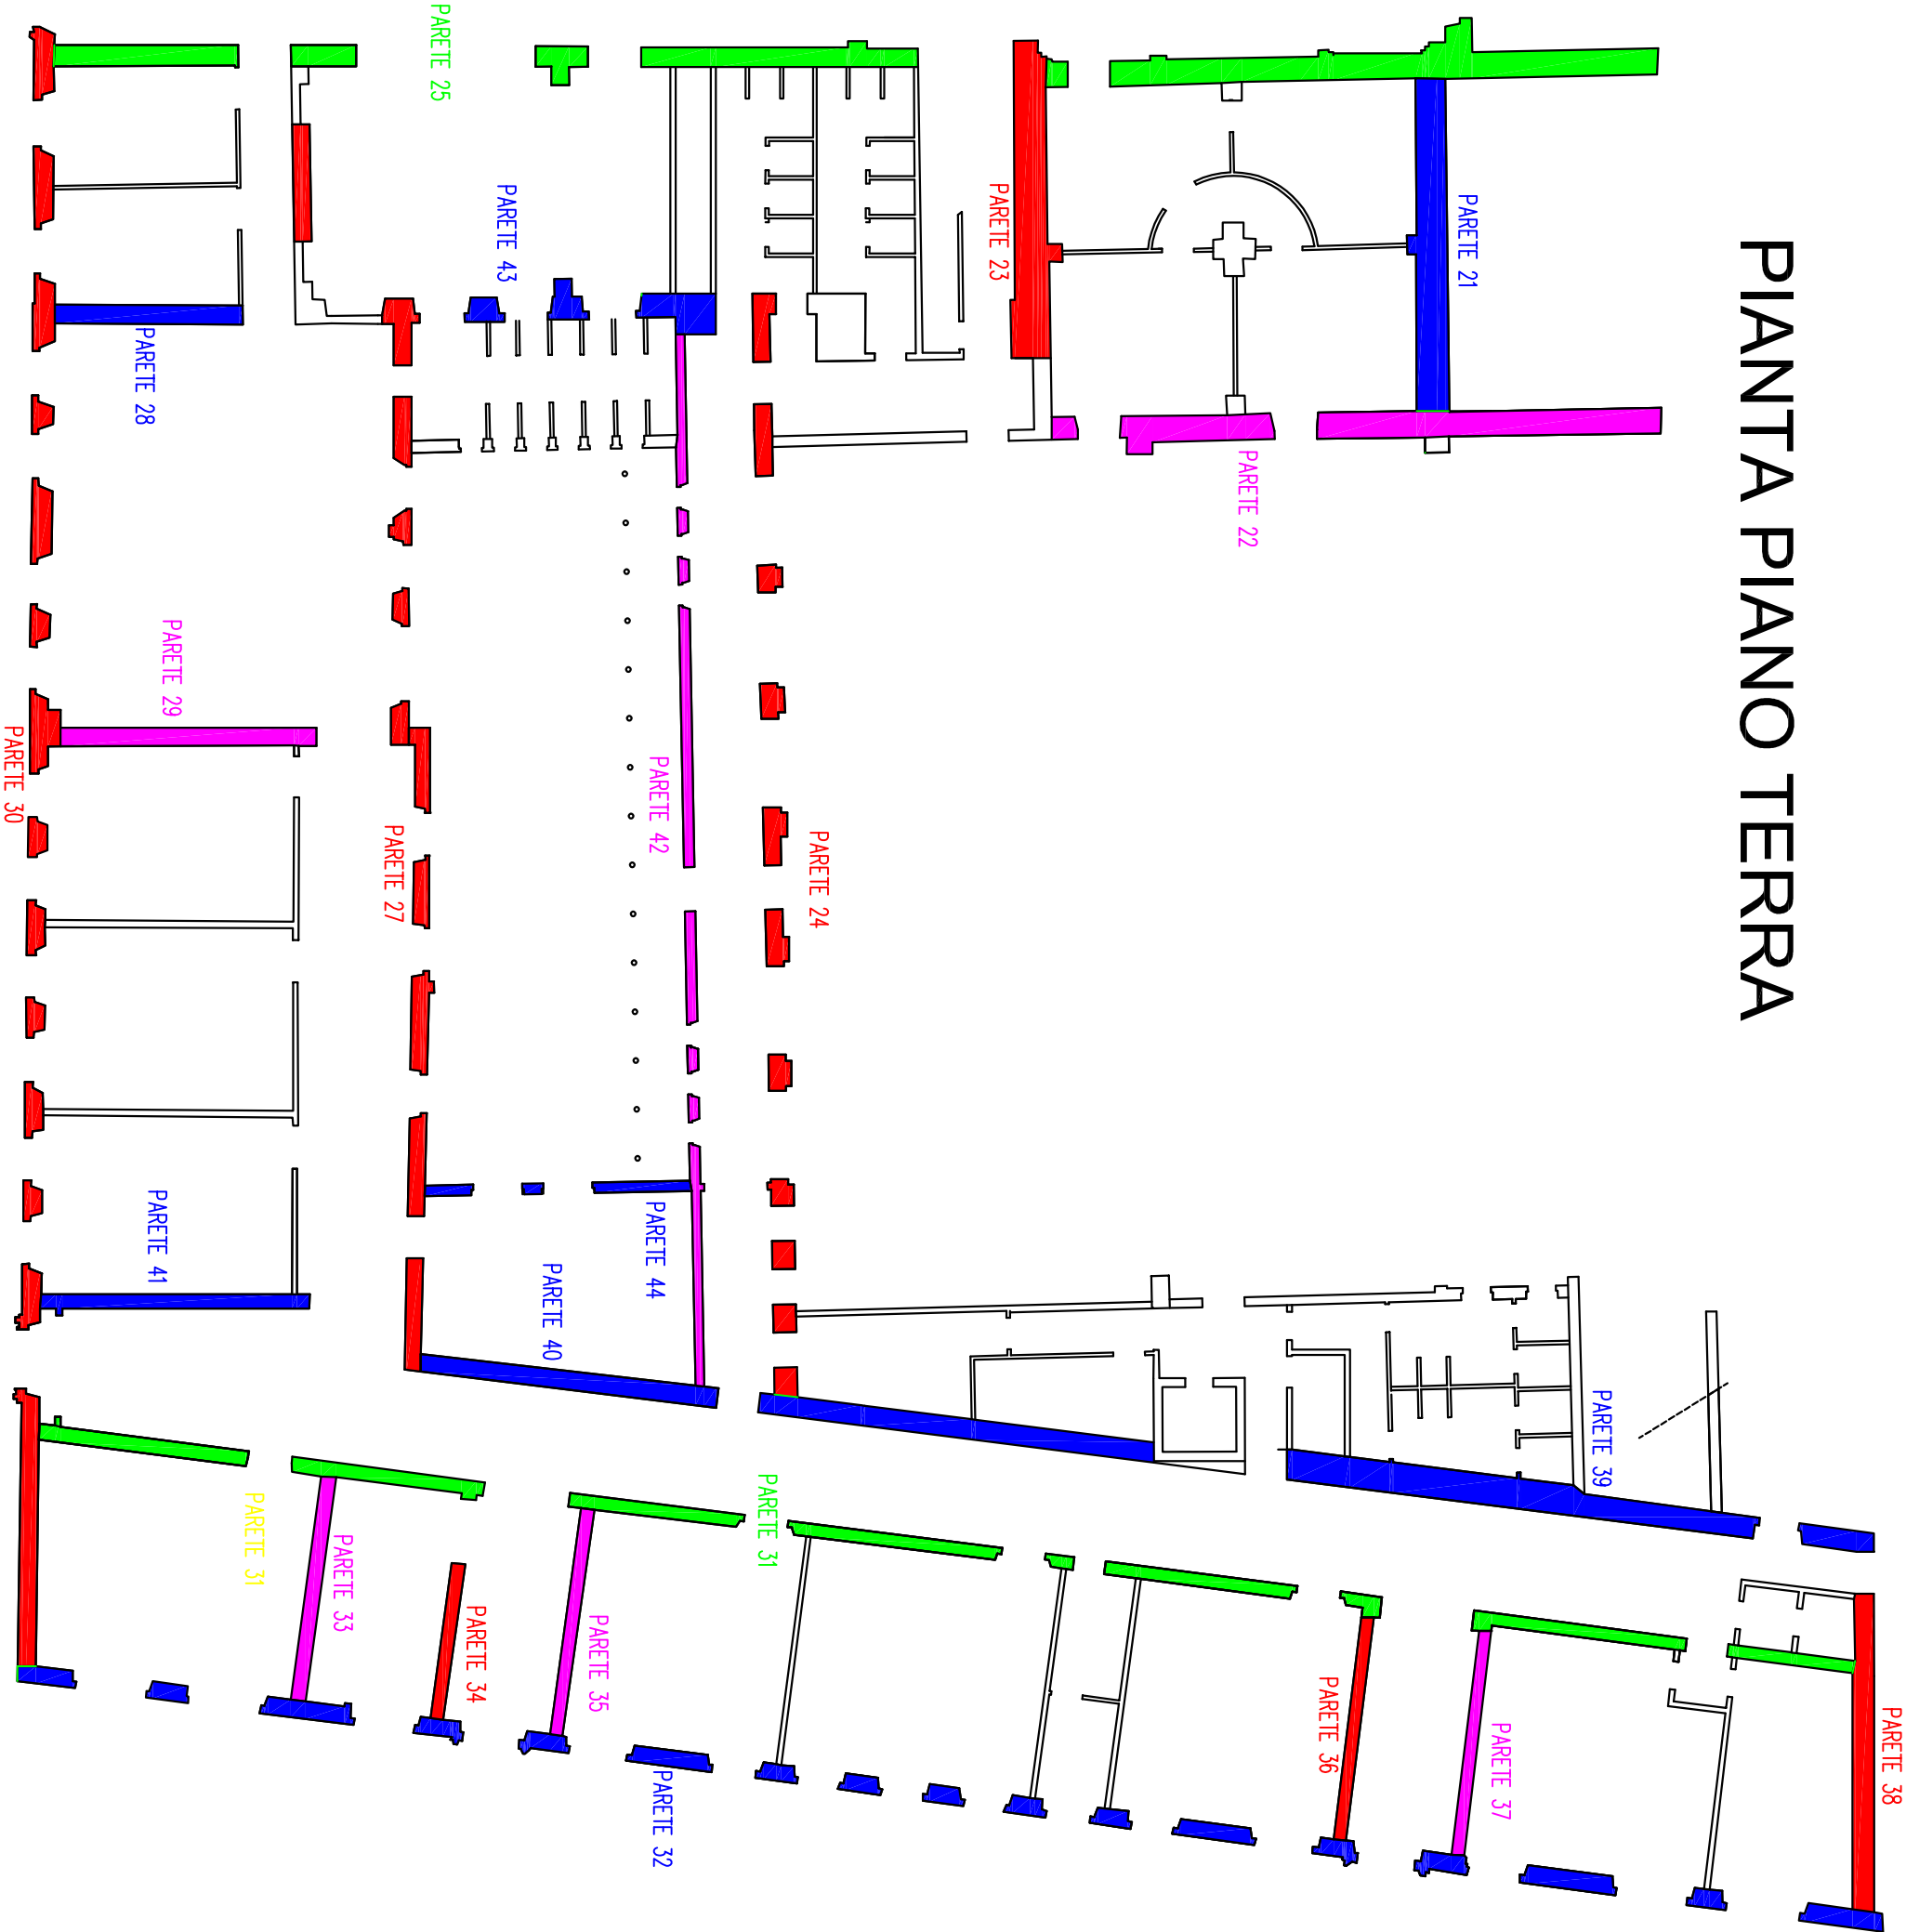 PIANTA PIANO TERRA
PARETE 21
PARETE 22
PARETE 23
PARETE 24
PARETE 25
PARETE 43
PARETE 28
PARETE 29
PARETE 30
PARETE 27
PARETE 42
PARETE 41
PARETE 44
PARETE 40
PARETE 39
PARETE 31
PARETE 31
PARETE 33
PARETE 34
PARETE 35
PARETE 32
PARETE 36
PARETE 37
PARETE 38